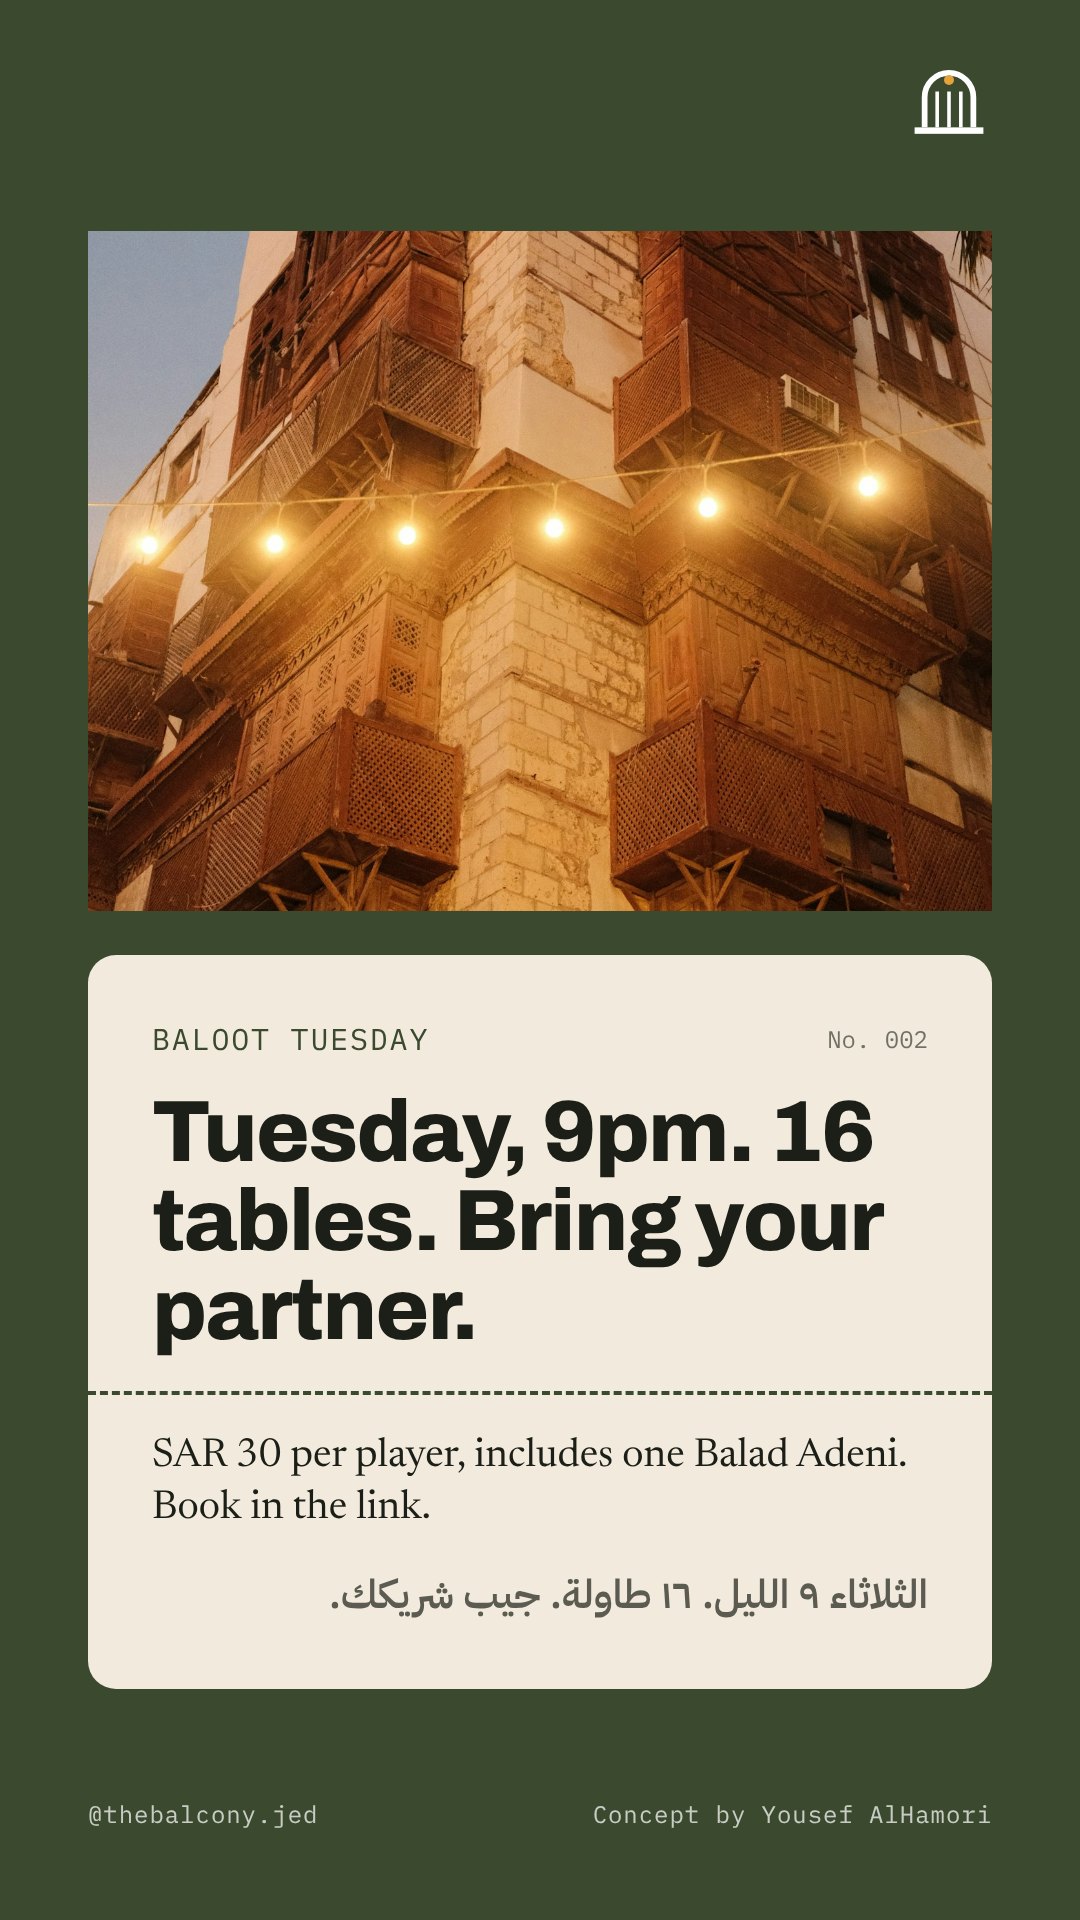 BALOOT TUESDAY
No. 002
Tuesday, 9pm. 16
tables. Bring your
partner.
SAR 30 per player, includes one Balad Adeni.
Book in the link.
الثلاثاء ٩ الليل. ١٦ طاولة. جيب شريكك.
@thebalcony.jed
Concept by Yousef AlHamori